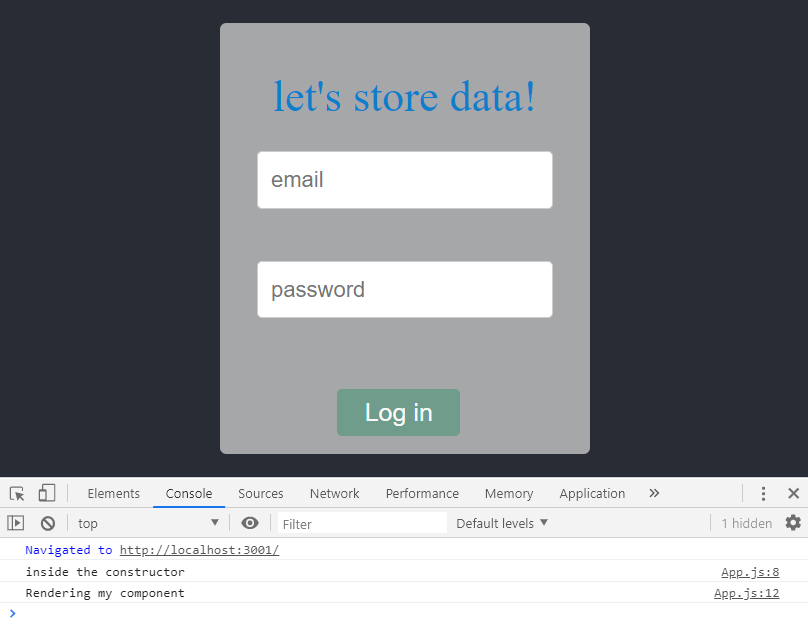 let's store data!
email
password
Log in
Elements Console Sources Network Performance Memory Application »
top Filter Default levels ▼ 1 hidden
Navigated to http://localhost:3001/
inside the constructor App.js:8
Rendering my component App.js:12
>